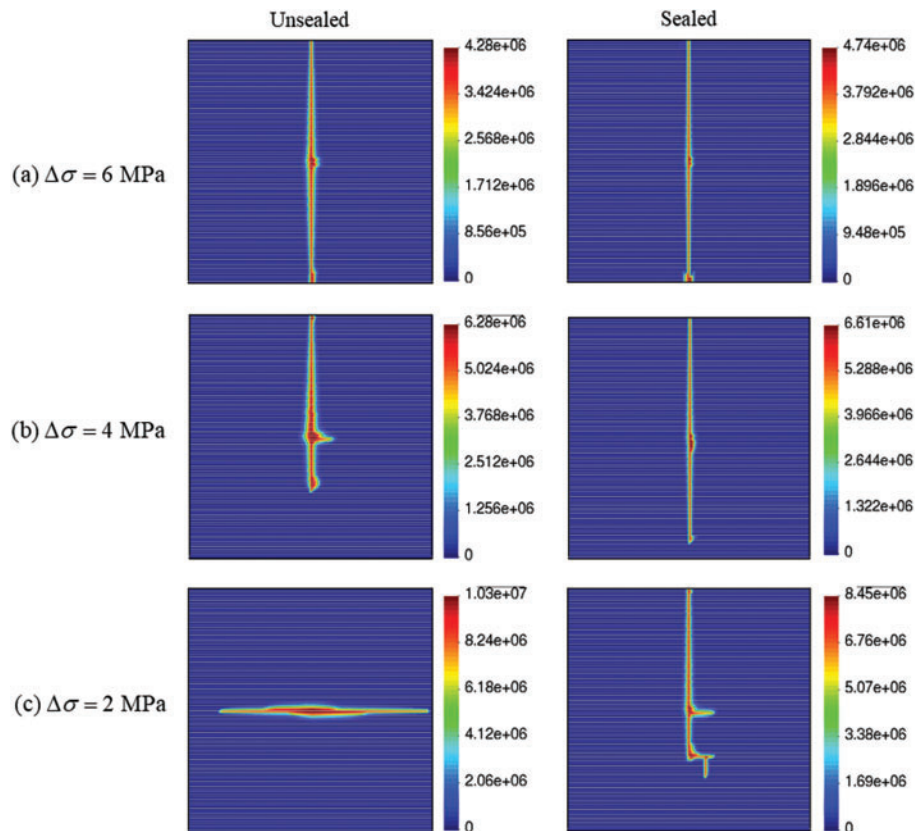 Unsealed
Sealed
(a) Δσ = 6 MPa
4.28e+06
3.424e+06
2.568e+06
1.712e+06
8.56e+05
0
4.74e+06
3.792e+06
2.844e+06
1.896e+06
9.48e+05
0
(b) Δσ = 4 MPa
6.28e+06
5.024e+06
3.768e+06
2.512e+06
1.256e+06
0
6.61e+06
5.288e+06
3.966e+06
2.644e+06
1.322e+06
0
(c) Δσ = 2 MPa
1.03e+07
8.24e+06
6.18e+06
4.12e+06
2.06e+06
0
8.45e+06
6.76e+06
5.07e+06
3.38e+06
1.69e+06
0